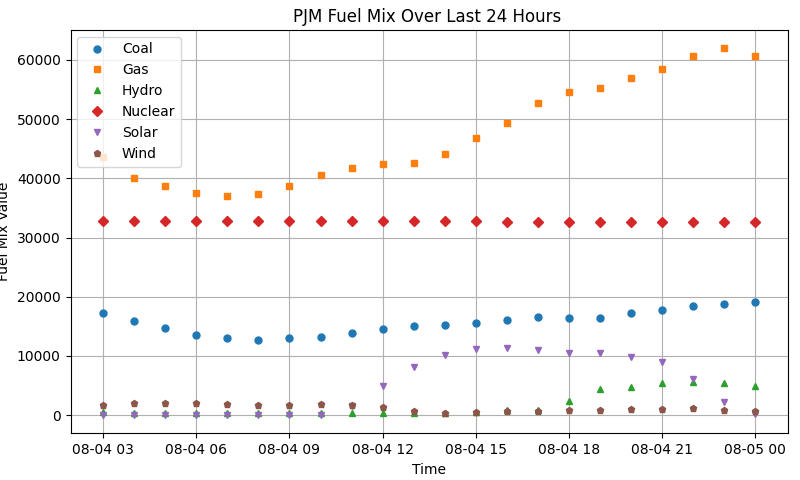 PJM Fuel Mix Over Last 24 Hours
Coal
Gas
Hydro
Nuclear
Solar
Wind
60000
50000
40000
30000
20000
10000
0
Fuel Mix Value
08-04 03 08-04 06 08-04 09 08-04 12 08-04 15 08-04 18 08-04 21 08-05 00
Time